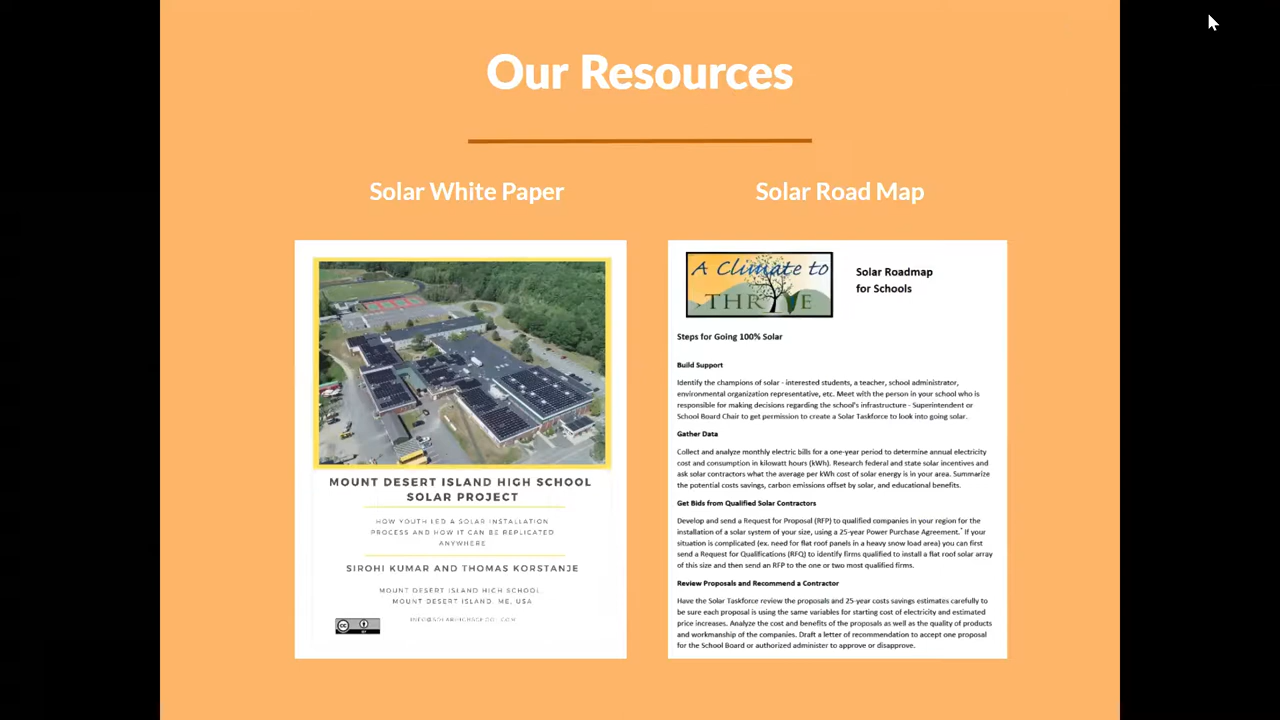 Our Resources
Solar White Paper
Solar Road Map
MOUNT DESERT ISLAND HIGH SCHOOL
SOLAR PROJECT
HOW YOUTH LED A SOLAR INSTALLATION
PROCESS AND HOW IT CAN BE REPLICATED
ANYWHERE
SIROHI KUMAR AND THOMAS KORSTANJE
MOUNT DESERT ISLAND HIGH SCHOOL
MOUNT DESERT ISLAND, ME, USA
INFO@SOLARHIGHSCHOOL.COM
CC
BY
A Climate to
THRIVE
Solar Roadmap
for Schools
Steps for Going 100% Solar
Build Support
Identify the champions of solar - interested students, a teacher, school administrator,
environmental organization representative, etc. Meet with the person in your school who is
responsible for making decisions regarding the school's infrastructure - Superintendent or
School Board Chair to get permission to create a Solar Taskforce to look into going solar.
Gather Data
Collect and analyze monthly electric bills for a one-year period to determine annual electricity
cost and consumption in kilowatt hours (kWh). Research federal and state solar incentives and
ask solar contractors what the average per kWh cost of solar energy is in your area. Summarize
the potential costs savings, carbon emissions offset by solar, and educational benefits.
Get Bids from Qualified Solar Contractors
Develop and send a Request for Proposal (RFP) to qualified companies in your region for the
installation of a solar system of your size, using a 25-year Power Purchase Agreement.* If your
situation is complicated (ex. need for flat roof panels in a heavy snow load area) you can first
send a Request for Qualifications (RFQ) to identify firms qualified to install a flat roof solar array
of this size and then send an RFP to the one or two most qualified firms.
Review Proposals and Recommend a Contractor
Have the Solar Taskforce review the proposals and 25-year costs savings estimates carefully to
be sure each proposal is using the same variables for starting cost of electricity and estimated
price increases. Analyze the cost and benefits of the proposals as well as the quality of products
and workmanship of the companies. Draft a letter of recommendation to accept one proposal
for the School Board or authorized administer to approve or disapprove.